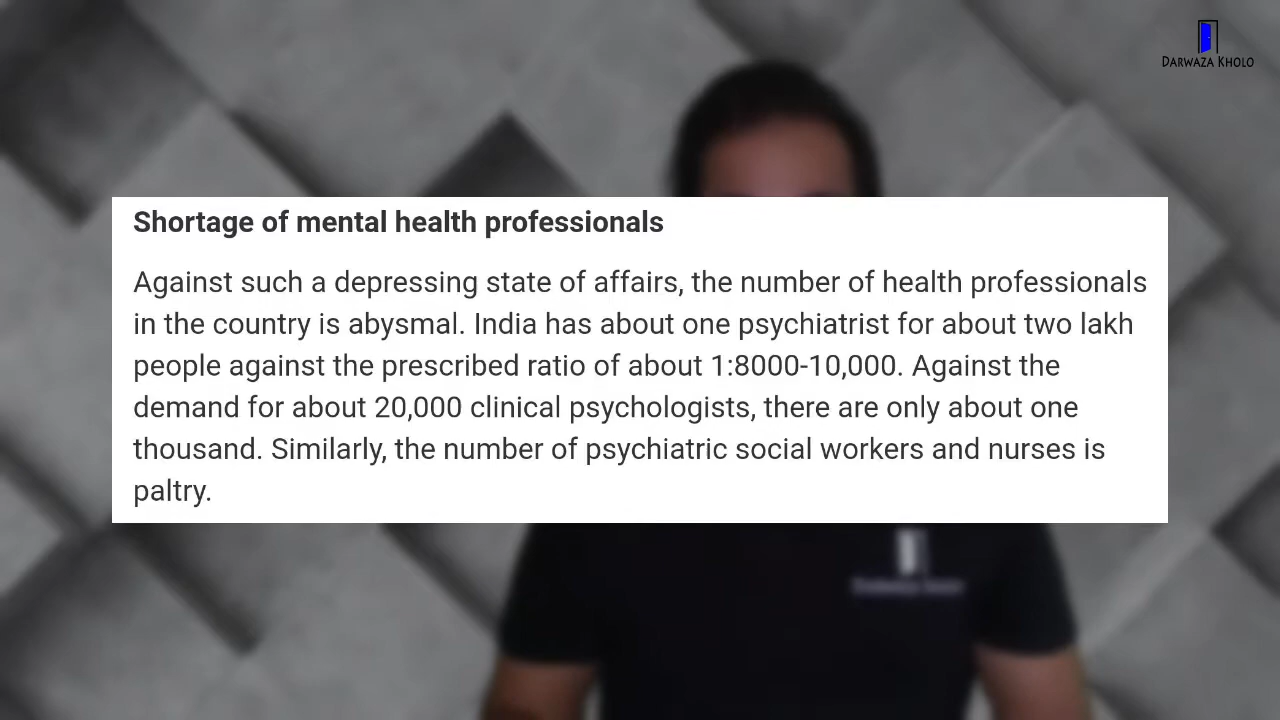 DARWAZA KHOLO
Shortage of mental health professionals
Against such a depressing state of affairs, the number of health professionals
in the country is abysmal. India has about one psychiatrist for about two lakh
people against the prescribed ratio of about 1:8000-10,000. Against the
demand for about 20,000 clinical psychologists, there are only about one
thousand. Similarly, the number of psychiatric social workers and nurses is
paltry.